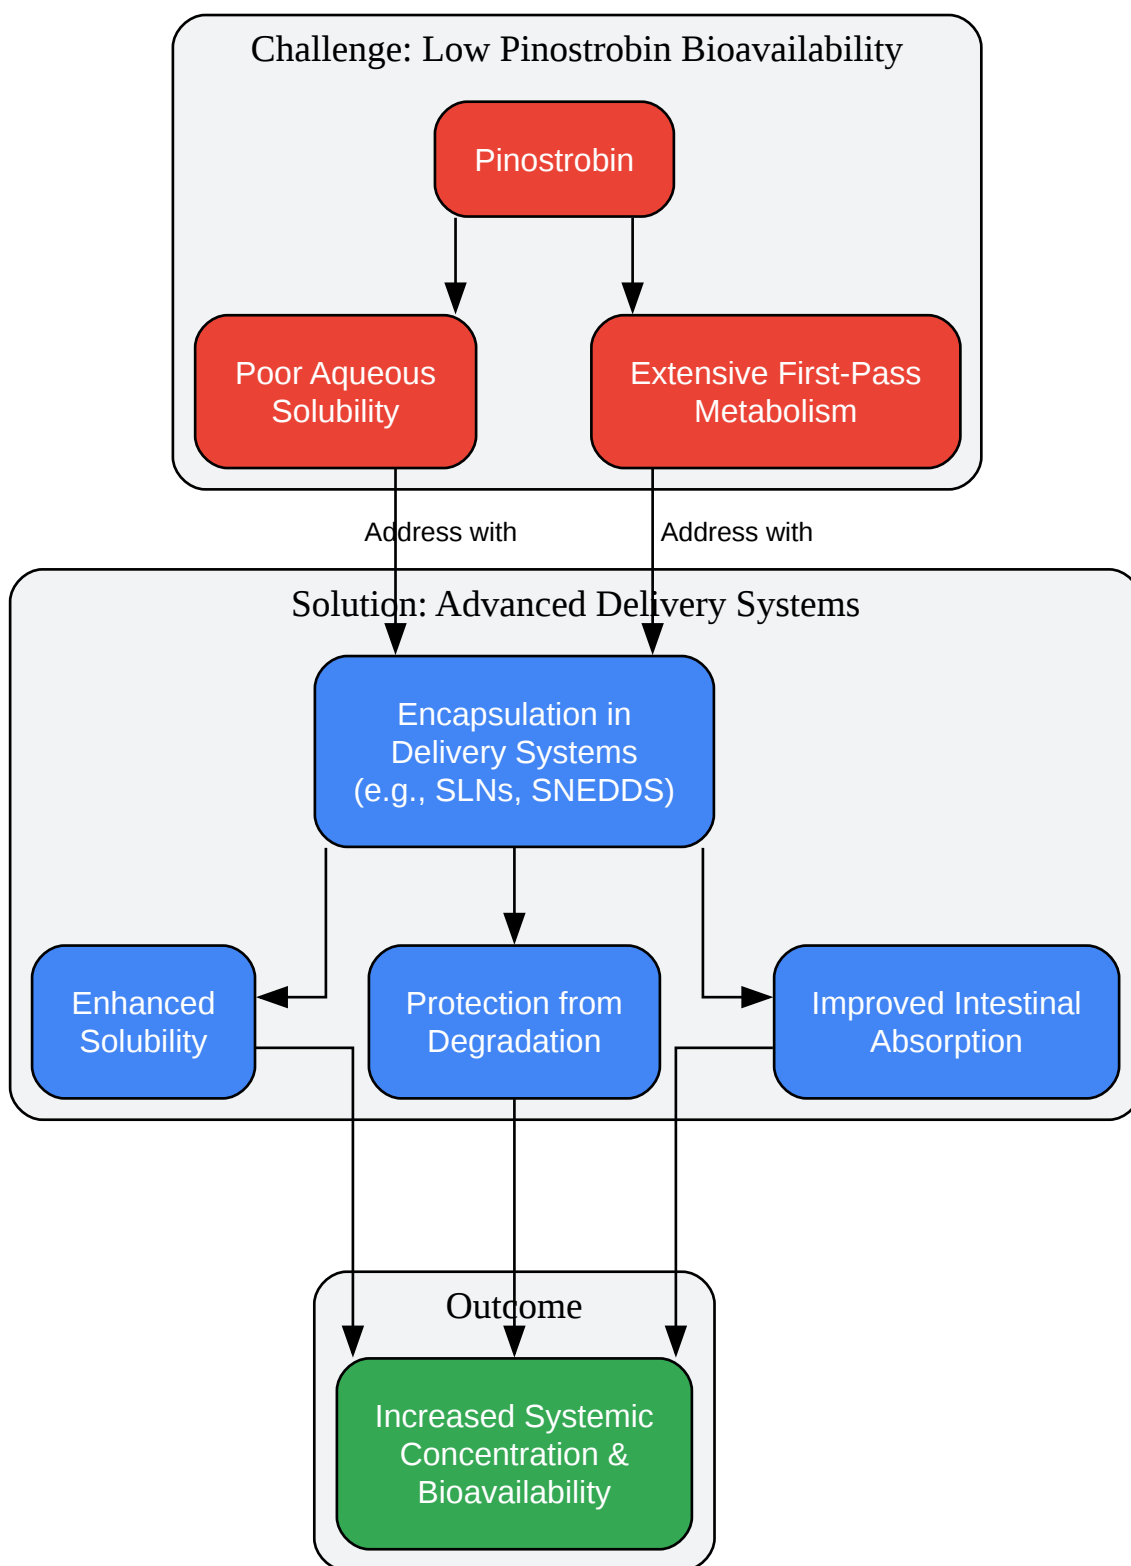 Challenge: Low Pinostrobin Bioavailability
Pinostrobin
Poor Aqueous
Solubility
Extensive First-Pass
Metabolism
Address with
Address with
Solution: Advanced Delivery Systems
Encapsulation in
Delivery Systems
(e.g., SLNs, SNEDDS)
Enhanced
Solubility
Protection from
Degradation
Improved Intestinal
Absorption
Outcome
Increased Systemic
Concentration &
Bioavailability